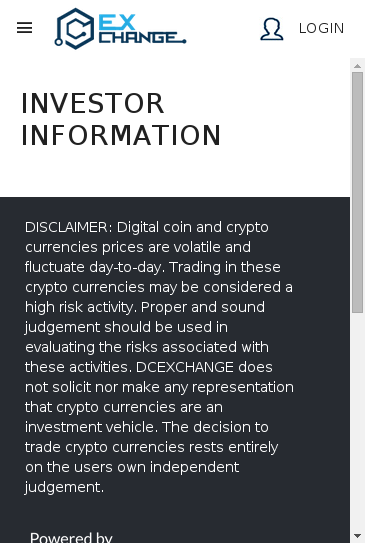 EX
CHANGE
LOGIN
INVESTOR
INFORMATION
DISCLAIMER: Digital coin and crypto
currencies prices are volatile and
fluctuate day-to-day. Trading in these
crypto currencies may be considered a
high risk activity. Proper and sound
judgement should be used in
evaluating the risks associated with
these activities. DCEXCHANGE does
not solicit nor make any representation
that crypto currencies are an
investment vehicle. The decision to
trade crypto currencies rests entirely
on the users own independent
judgement.
Powered by